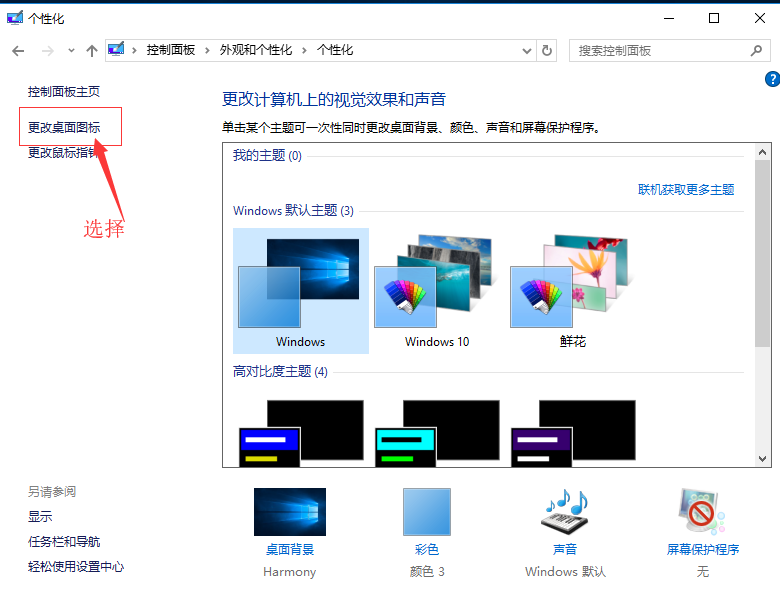 个性化
控制面板 外观和个性化 个性化
搜索控制面板
?
控制面板主页
更改桌面图标
更改鼠标指针
选择
更改计算机上的视觉效果和声音
单击某个主题可一次性同时更改桌面背景、颜色、声音和屏幕保护程序。
我的主题 (0)
联机获取更多主题
Windows 默认主题 (3)
Windows
Windows 10
鲜花
高对比度主题 (4)
另请参阅
显示
任务栏和导航
轻松使用设置中心
桌面背景
Harmony
彩色
颜色 3
声音
Windows 默认
屏幕保护程序
无